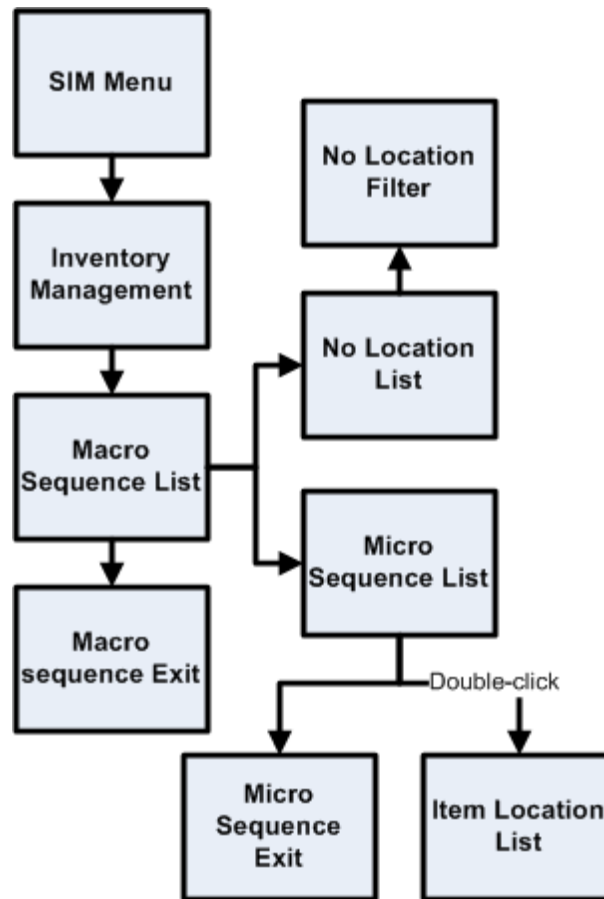 SIM Menu
No Location
Filter
Inventory
Management
No Location
List
Macro
Sequence List
Micro
Sequence List
Macro
sequence Exit
Double-click
Micro
Sequence
Exit
Item Location
List